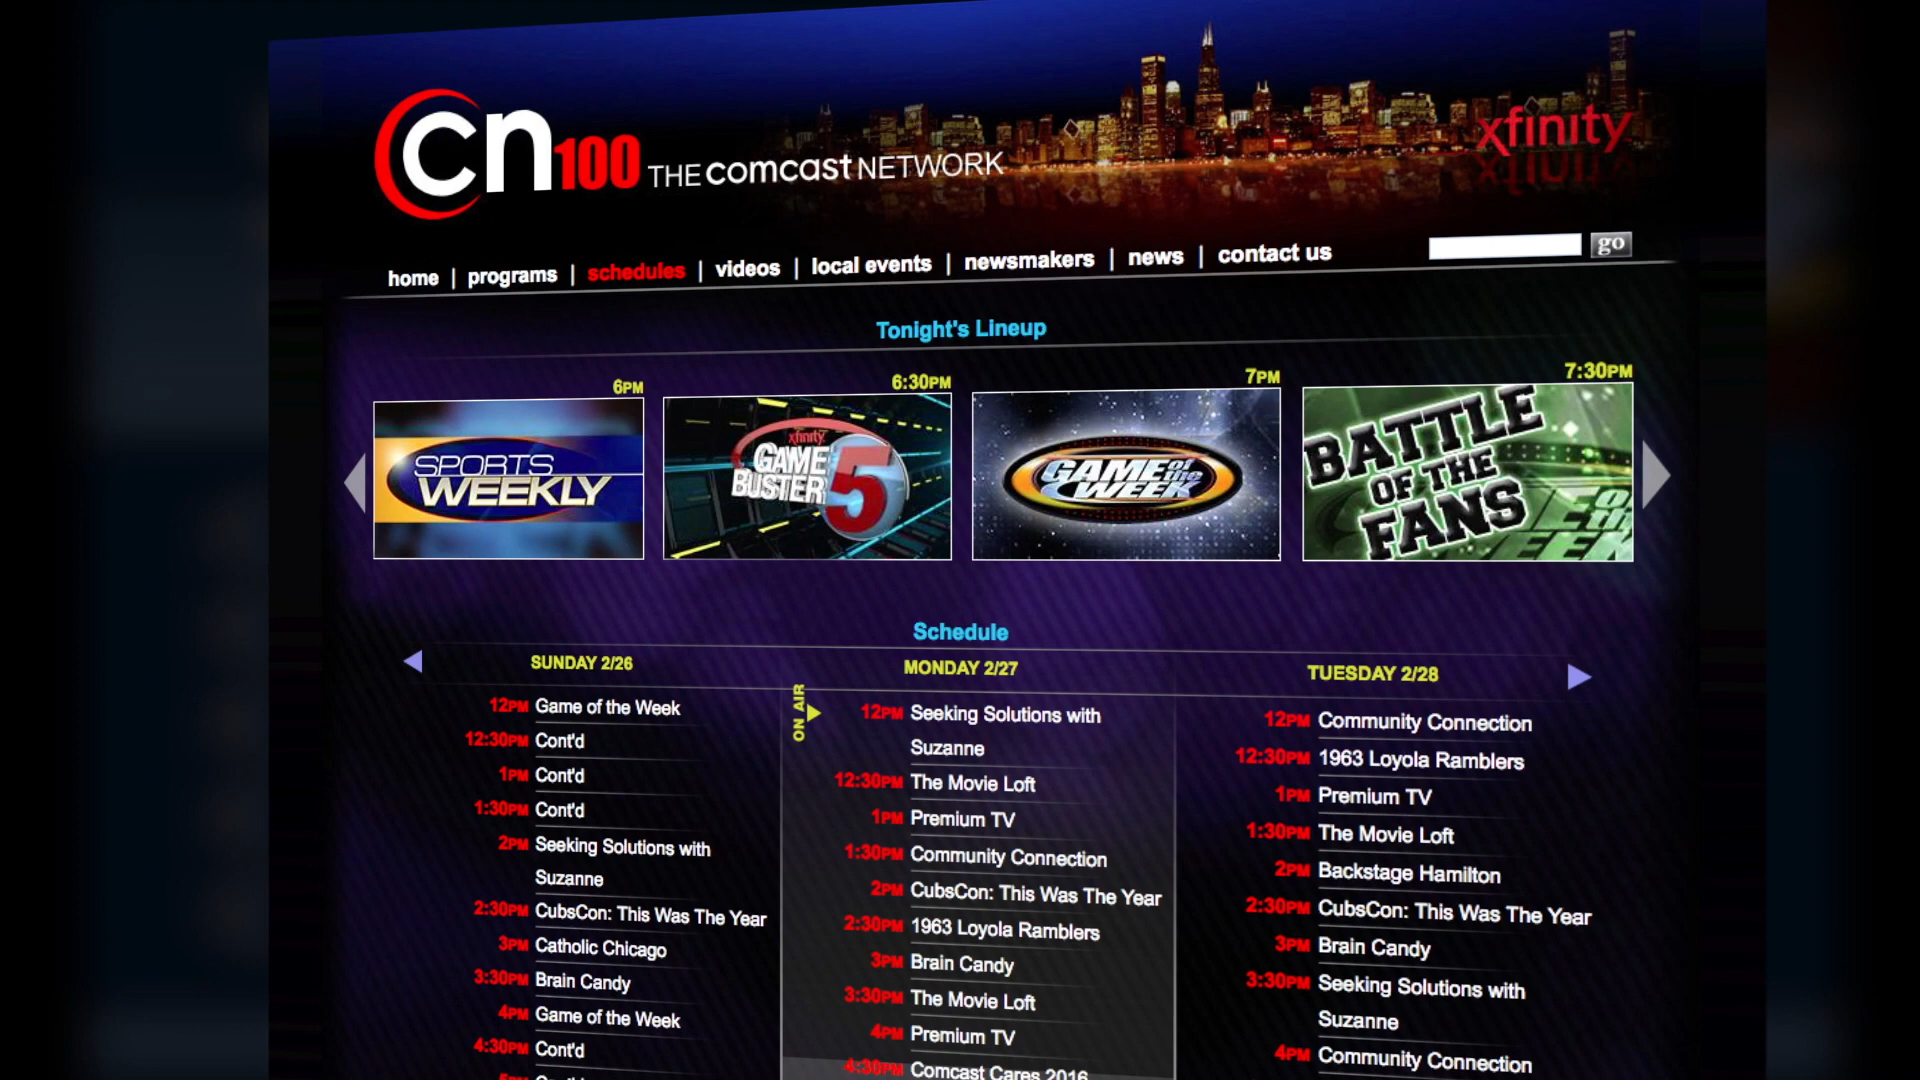 cn100 THE comcast NETWORK
xfinity
home | programs | schedules | videos | local events | newsmakers | news | contact us
go
Tonight's Lineup
6PM
6:30PM
7PM
7:30PM
SPORTS
WEEKLY
xfinity
GAME
BUSTER 5
GAME of the
WEEK
BATTLE
OF THE
FANS
Schedule
SUNDAY 2/26
12PM Game of the Week
12:30PM Cont'd
1PM Cont'd
1:30PM Cont'd
2PM Seeking Solutions with
Suzanne
2:30PM CubsCon: This Was The Year
3PM Catholic Chicago
3:30PM Brain Candy
4PM Game of the Week
4:30PM Cont'd
MONDAY 2/27
ON AIR
12PM Seeking Solutions with
Suzanne
12:30PM The Movie Loft
1PM Premium TV
1:30PM Community Connection
2PM CubsCon: This Was The Year
2:30PM 1963 Loyola Ramblers
3PM Brain Candy
3:30PM The Movie Loft
4PM Premium TV
4:30PM Comcast Cares 2016
TUESDAY 2/28
12PM Community Connection
12:30PM 1963 Loyola Ramblers
1PM Premium TV
1:30PM The Movie Loft
2PM Backstage Hamilton
2:30PM CubsCon: This Was The Year
3PM Brain Candy
3:30PM Seeking Solutions with
Suzanne
4PM Community Connection